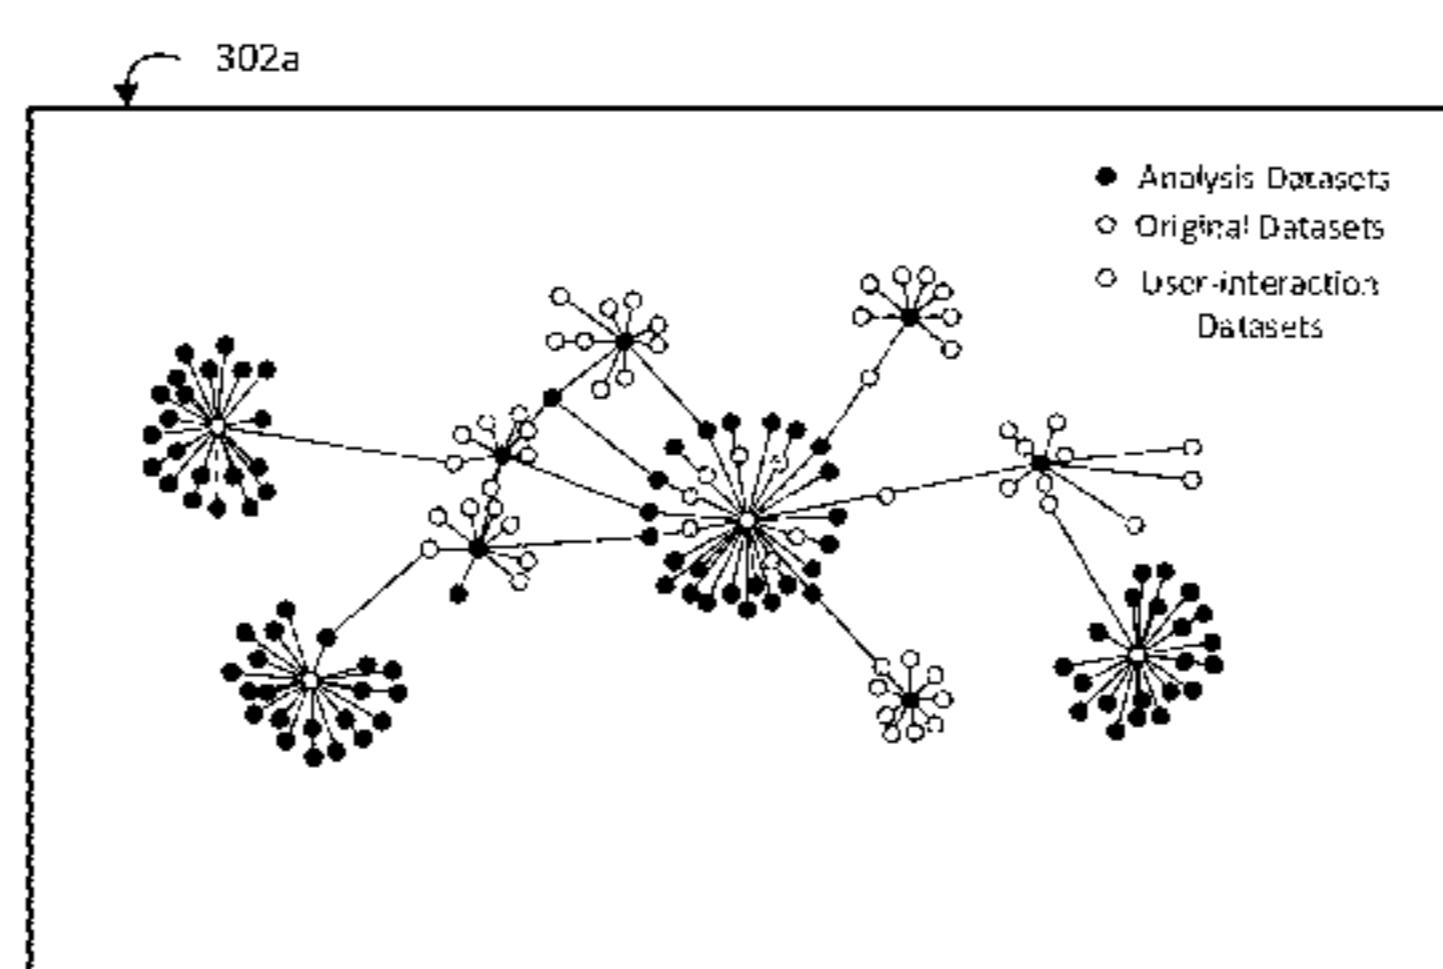 302a
Analysis Datasets
Original Datasets
User-interaction
Datasets